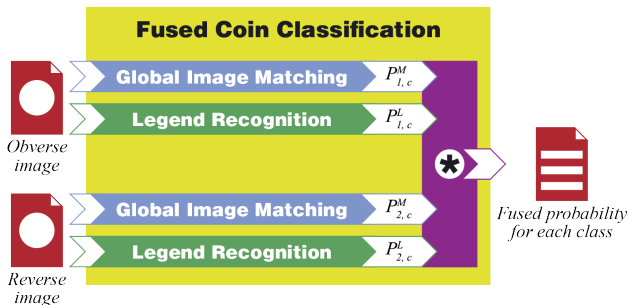 Fused Coin Classification
Global Image Matching P^M_{1, c}
Legend Recognition P^L_{1, c}
Obverse
image
*
Global Image Matching P^M_{2, c}
Legend Recognition P^L_{2, c}
Reverse
image
Fused probability
for each class